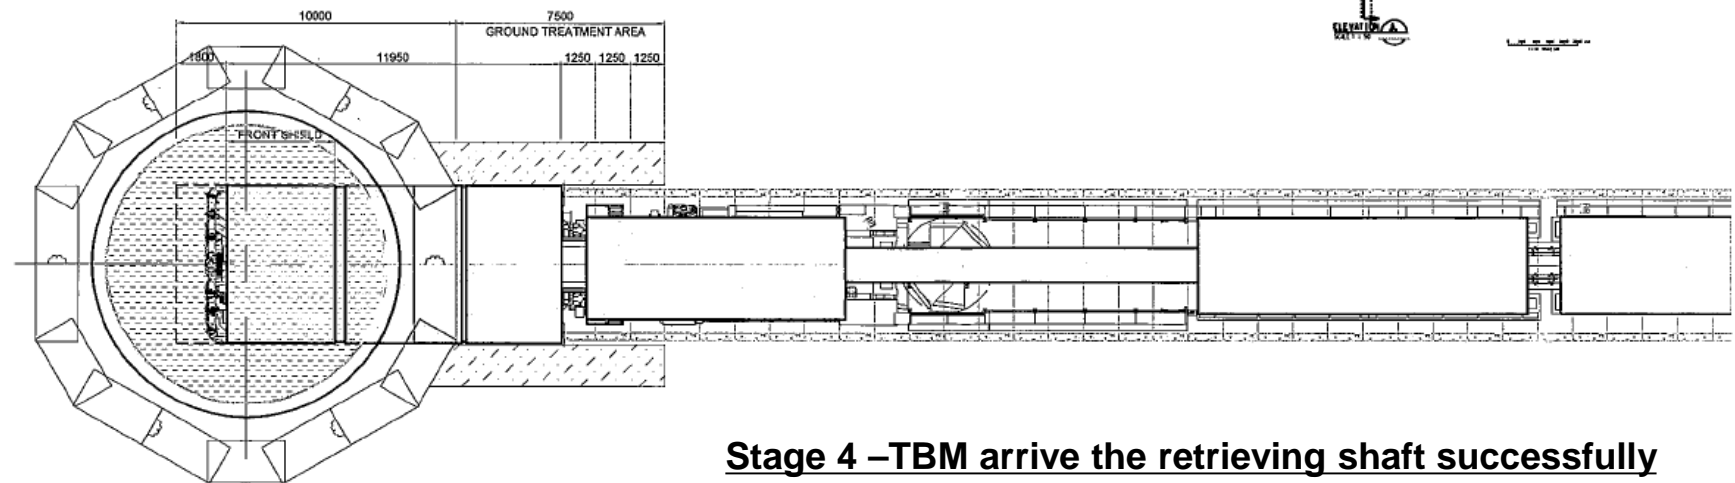 10000
7500
GROUND TREATMENT AREA
1800
11950
1250
1250
1250
FRONT SHIELD
ELEVATION A
Stage 4 –TBM arrive the retrieving shaft successfully